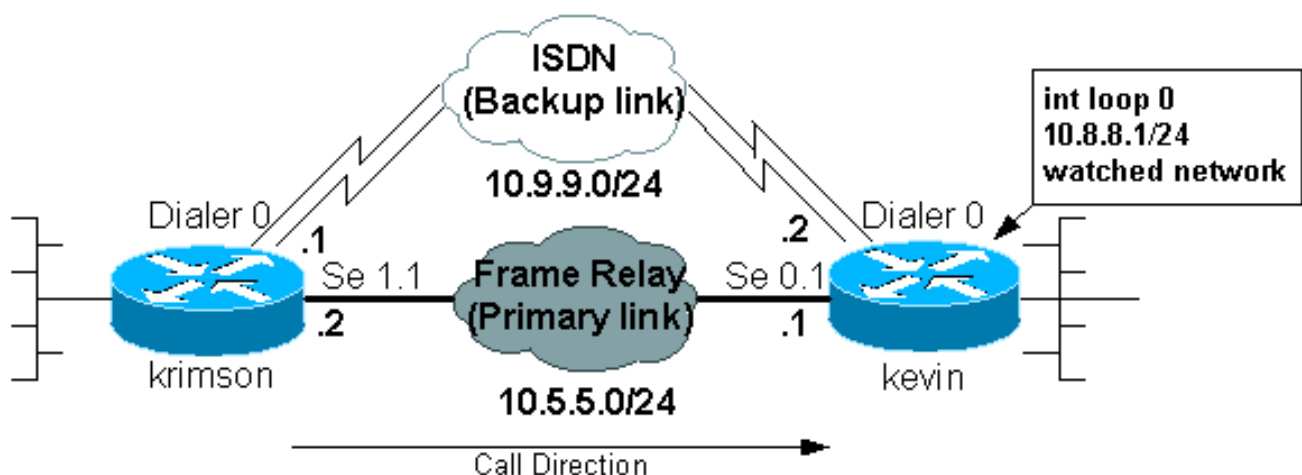 ISDN
(Backup link)
10.9.9.0/24
int loop 0
10.8.8.1/24
watched network
Dialer 0
.1
Se 1.1
.2
krimson
Frame Relay
(Primary link)
10.5.5.0/24
Dialer 0
.2
Se 0.1
.1
kevin
Call Direction